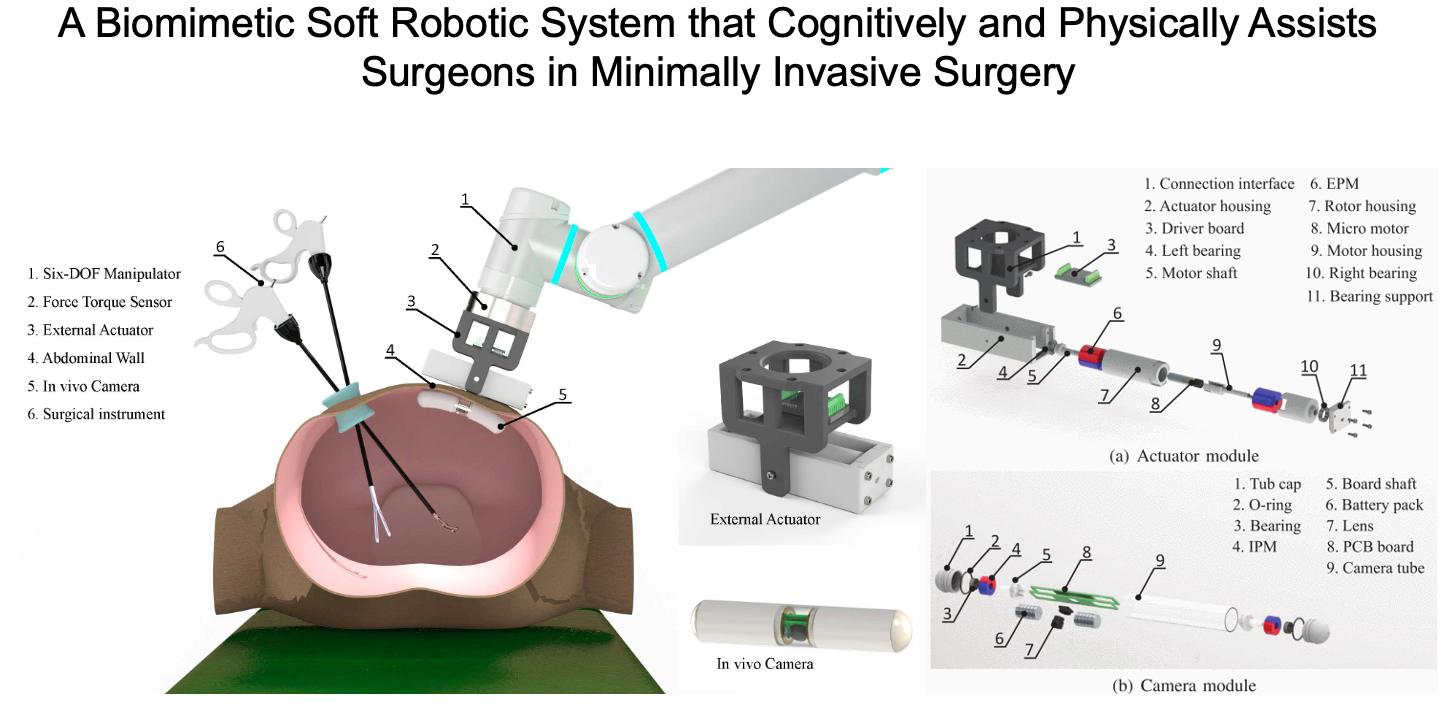 A Biomimetic Soft Robotic System that Cognitively and Physically Assists
Surgeons in Minimally Invasive Surgery
1. Six-DOF Manipulator
2. Force Torque Sensor
3. External Actuator
4. Abdominal Wall
5. In vivo Camera
6. Surgical instrument
6
1
2
3
4
5
External Actuator
In vivo Camera
1. Connection interface
2. Actuator housing
3. Driver board
4. Left bearing
5. Motor shaft
6. EPM
7. Rotor housing
8. Micro motor
9. Motor housing
10. Right bearing
11. Bearing support
1
3
6
2
4
5
7
8
9
10
11
(a) Actuator module
1. Tub cap
2. O-ring
3. Bearing
4. IPM
5. Board shaft
6. Battery pack
7. Lens
8. PCB board
9. Camera tube
1
2
4
5
8
9
3
6
7
(b) Camera module